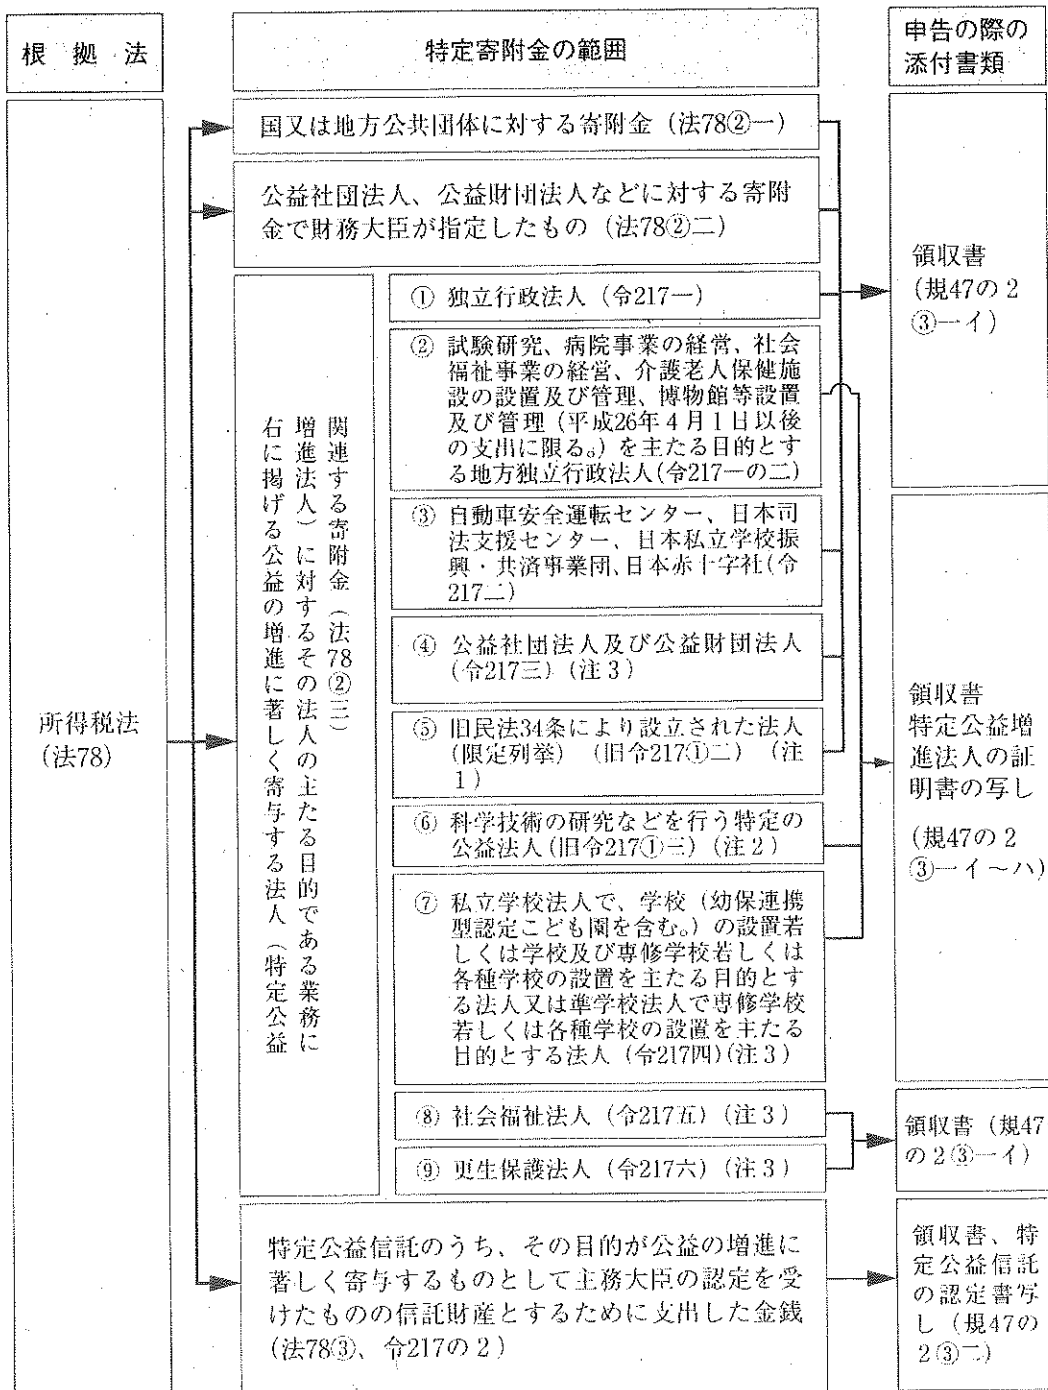 根拠法
特定寄附金の範囲
申告の際の
添付書類
所得税法
(法78)
国又は地方公共団体に対する寄附金(法78②一)
公益社団法人、公益財団法人などに対する寄附
金で財務大臣が指定したもの(法78②二)
右に掲げる公益の増進に著しく寄与する法人(特定公益
増進法人)に対するその法人の主たる目的である業務に
関連する寄附金(法78②三)
① 独立行政法人(令217一)
② 試験研究、病院事業の経営、社会
福祉事業の経営、介護老人保健施
設の設置及び管理、博物館等設置
及び管理(平成26年4月1日以後
の支出に限る。)を主たる目的とす
る地方独立行政法人(令217一の二)
③ 自動車安全運転センター、日本司
法支援センター、日本私立学校振
興・共済事業団、日本赤十字社(令
217二)
④ 公益社団法人及び公益財団法人
(令217三)(注3)
⑤ 旧民法34条により設立された法人
(限定列挙)(旧令217①二)(注
1)
⑥ 科学技術の研究などを行う特定の
公益法人(旧令217①三)(注2)
⑦ 私立学校法人で、学校(幼保連携
型認定こども園を含む。)の設置若
しくは学校及び専修学校若しくは
各種学校の設置を主たる目的とす
る法人又は準学校法人で専修学校
若しくは各種学校の設置を主たる
目的とする法人(令217四)(注3)
⑧ 社会福祉法人(令217五)(注3)
⑨ 更生保護法人(令217六)(注3)
特定公益信託のうち、その目的が公益の増進に
著しく寄与するものとして主務大臣の認定を受
けたものの信託財産とするために支出した金銭
(法78③、令217の2)
領収書
(規47の2
③一イ)
領収書
特定公益増
進法人の証
明書の写し
(規47の2
③一イ~ハ)
領収書(規47
の2③一イ)
領収書、特
定公益信託
の認定書写
し(規47の
2③二)